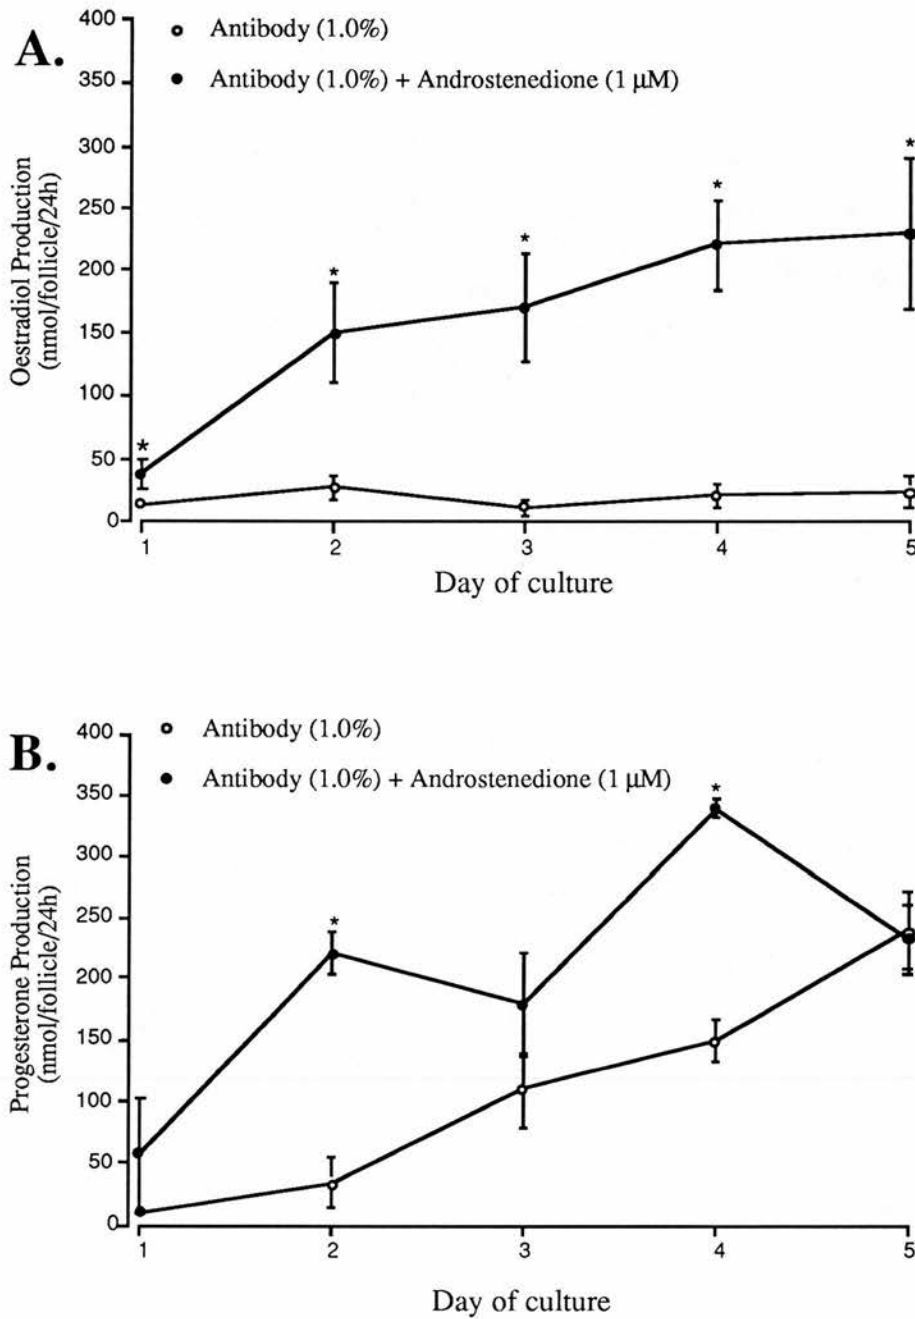 A.
Antibody (1.0%)
Antibody (1.0%) + Androstenedione (1 µM)
Oestradiol Production
(nmol/follicle/24h)
400
350
300
250
200
150
100
50
0
*
*
*
*
*
1 2 3 4 5
Day of culture
B.
Antibody (1.0%)
Antibody (1.0%) + Androstenedione (1 µM)
Progesterone Production
(nmol/follicle/24h)
400
350
300
250
200
150
100
50
0
*
*
1 2 3 4 5
Day of culture